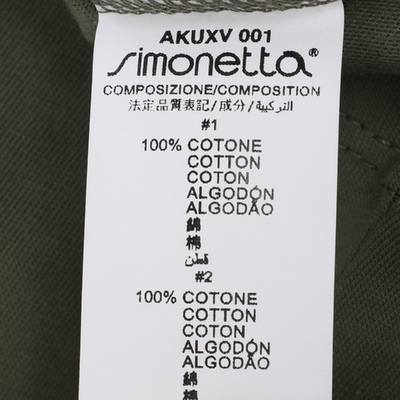 AKUXV 001
simonetta®
COMPOSIZIONE/COMPOSITION
法定品質表記/成分/ التركيبة/
#1
100% COTONE
COTTON
COTON
ALGODÓN
ALGODÃO
綿
棉
قطن
#2
100% COTONE
COTTON
COTON
ALGODÓN
ALGODÃO
綿
棉